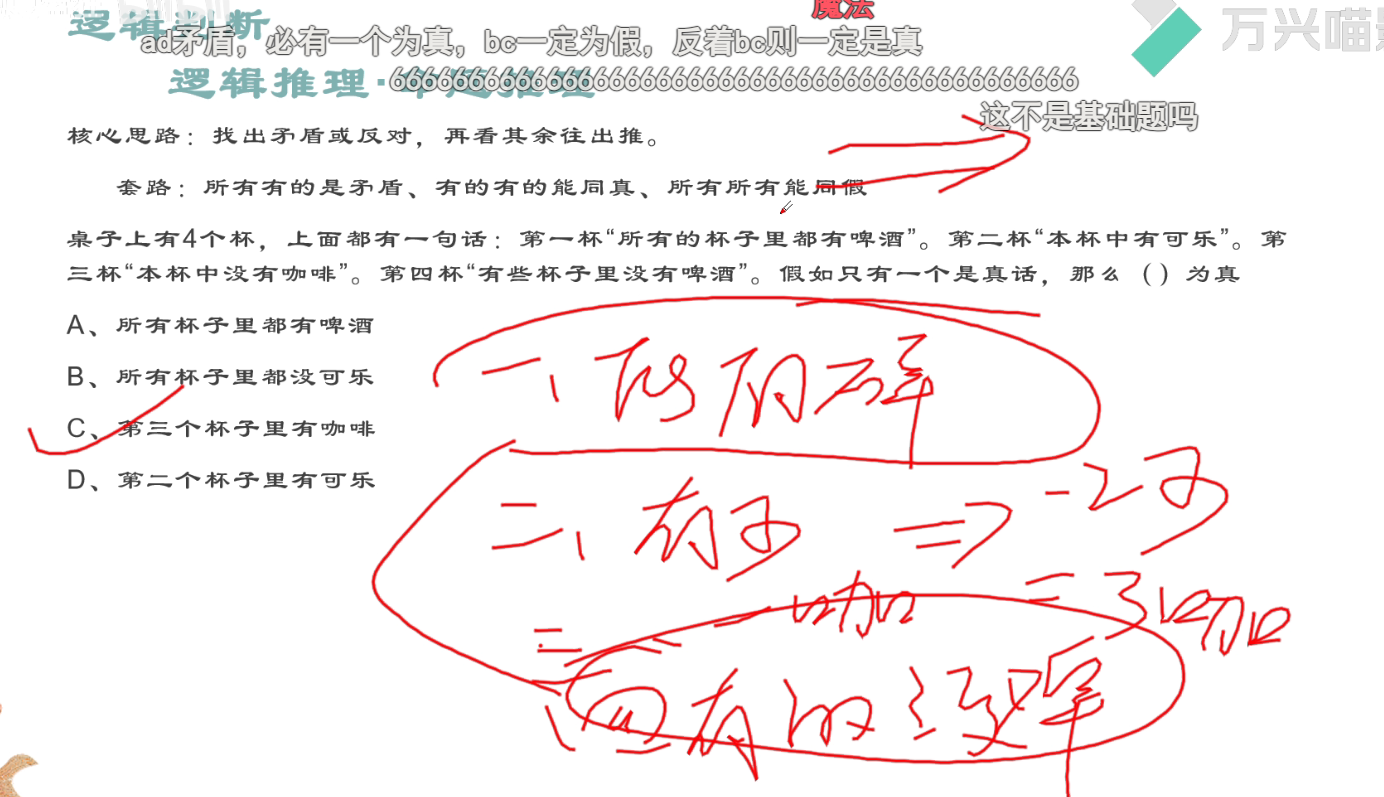 魔法
逻辑判断
ad矛盾，必有一个为真，bc一定为假，反着bc则一定是真
万兴喵影
逻辑推理·命题推理
666666666666666666666666666666666666666666666
这不是基础题吗
核心思路：找出矛盾或反对，再看其余往出推。
套路：所有有的是矛盾、有的有的能同真、所有所有能同假
桌子上有4个杯，上面都有一句话：第一杯“所有的杯子里都有啤酒”。第二杯“本杯中有可乐”。第
三杯“本杯中没有咖啡”。第四杯“有些杯子里没有啤酒”。假如只有一个是真话，那么（）为真
A、所有杯子里都有啤酒
B、所有杯子里都没可乐
C、第三个杯子里有咖啡
D、第二个杯子里有可乐
一、所有啤
二、有可 => -2可
三 -咖 = 3咖
四、有的没啤